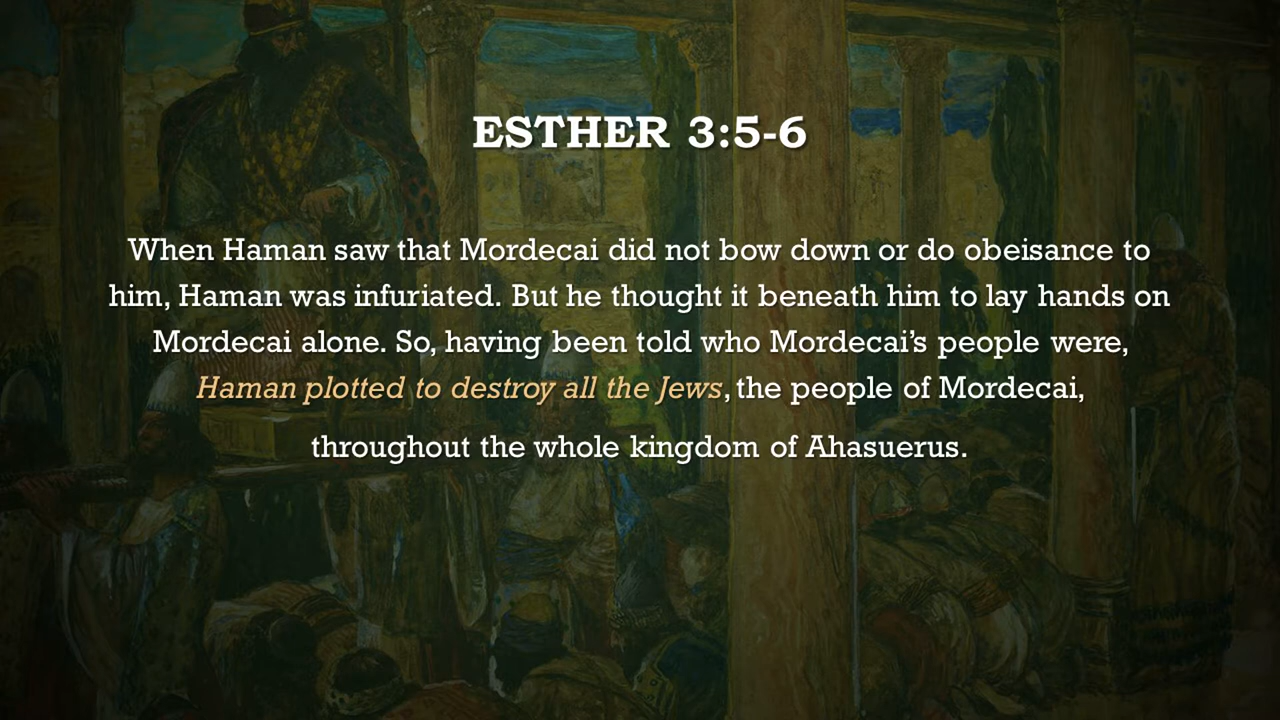 ESTHER 3:5-6
When Haman saw that Mordecai did not bow down or do obeisance to
him, Haman was infuriated. But he thought it beneath him to lay hands on
Mordecai alone. So, having been told who Mordecai’s people were,
Haman plotted to destroy all the Jews, the people of Mordecai,
throughout the whole kingdom of Ahasuerus.